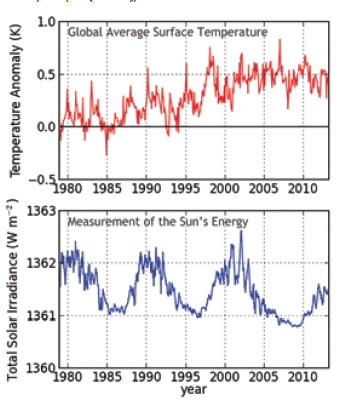 Global Average Surface Temperature
Temperature Anomaly (K)
1.0
0.5
0.0
−0.5
1980 1985 1990 1995 2000 2005 2010
Measurement of the Sun's Energy
Total Solar Irradiance (W m⁻²)
1363
1362
1361
1360
1980 1985 1990 1995 2000 2005 2010
year